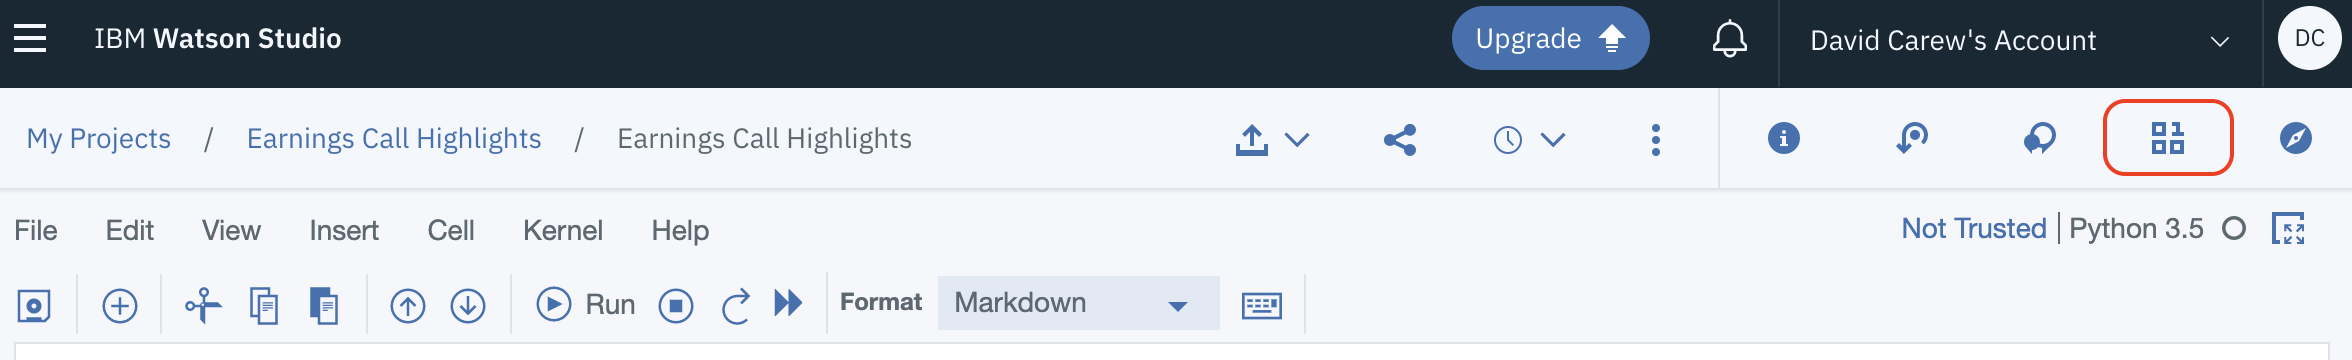 IBM Watson Studio Upgrade David Carew's Account DC
My Projects / Earnings Call Highlights / Earnings Call Highlights
File Edit View Insert Cell Kernel Help Not Trusted | Python 3.5
Run Format Markdown